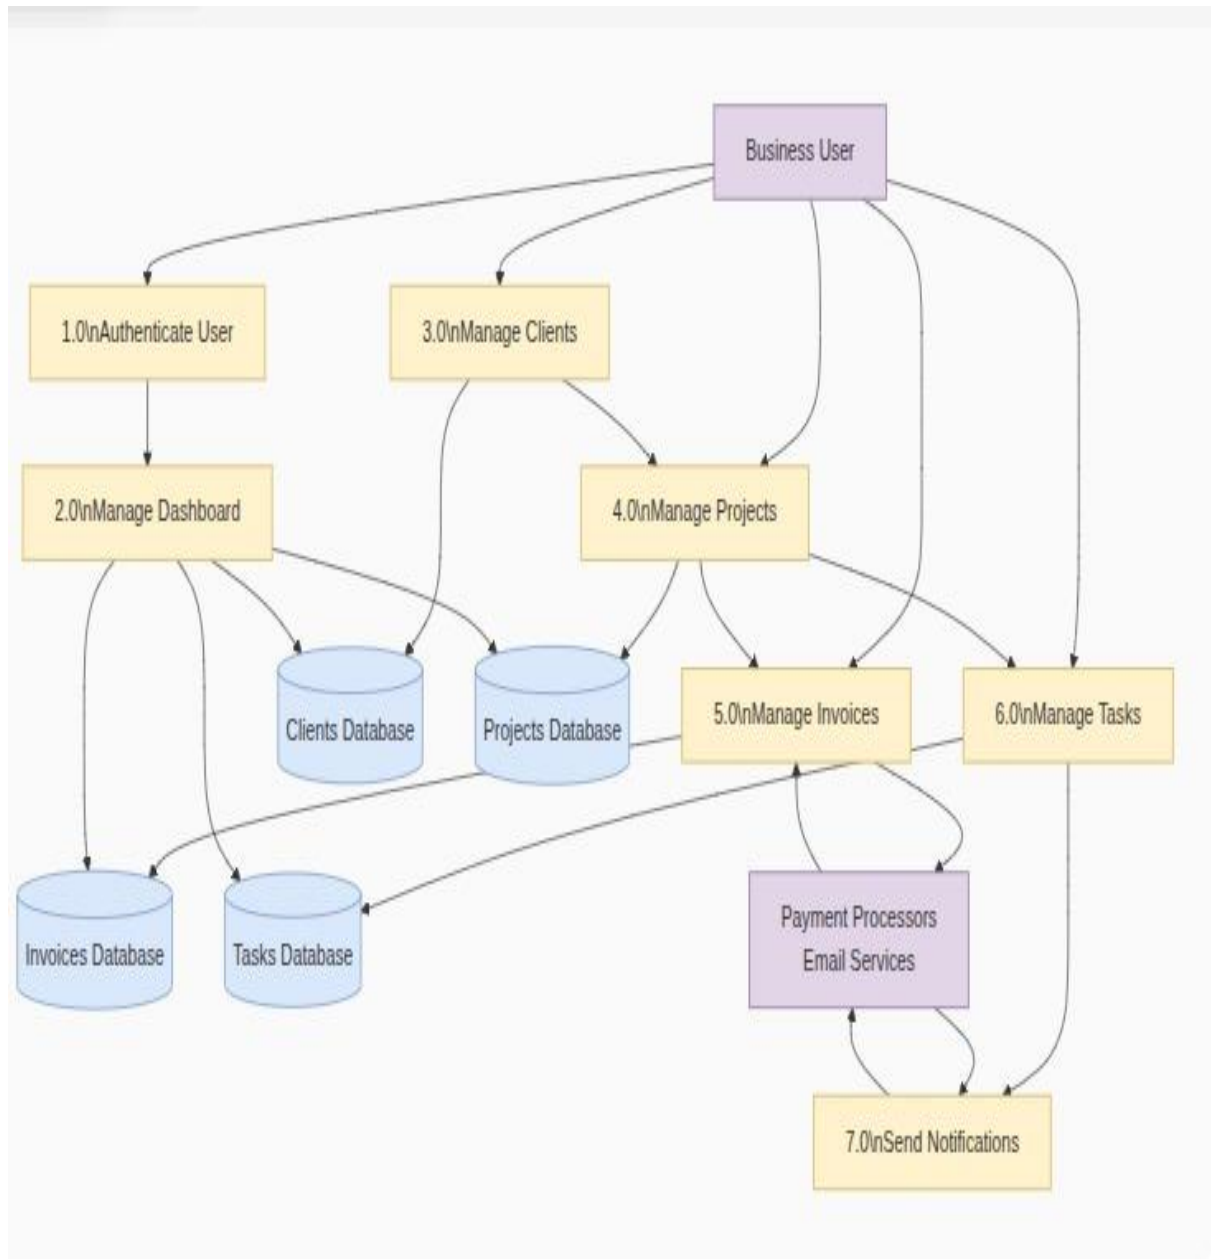 Business User
1.0\nAuthenticate User
3.0\nManage Clients
2.0\nManage Dashboard
4.0\nManage Projects
Clients Database
Projects Database
5.0\nManage Invoices
6.0\nManage Tasks
Invoices Database
Tasks Database
Payment Processors
Email Services
7.0\nSend Notifications